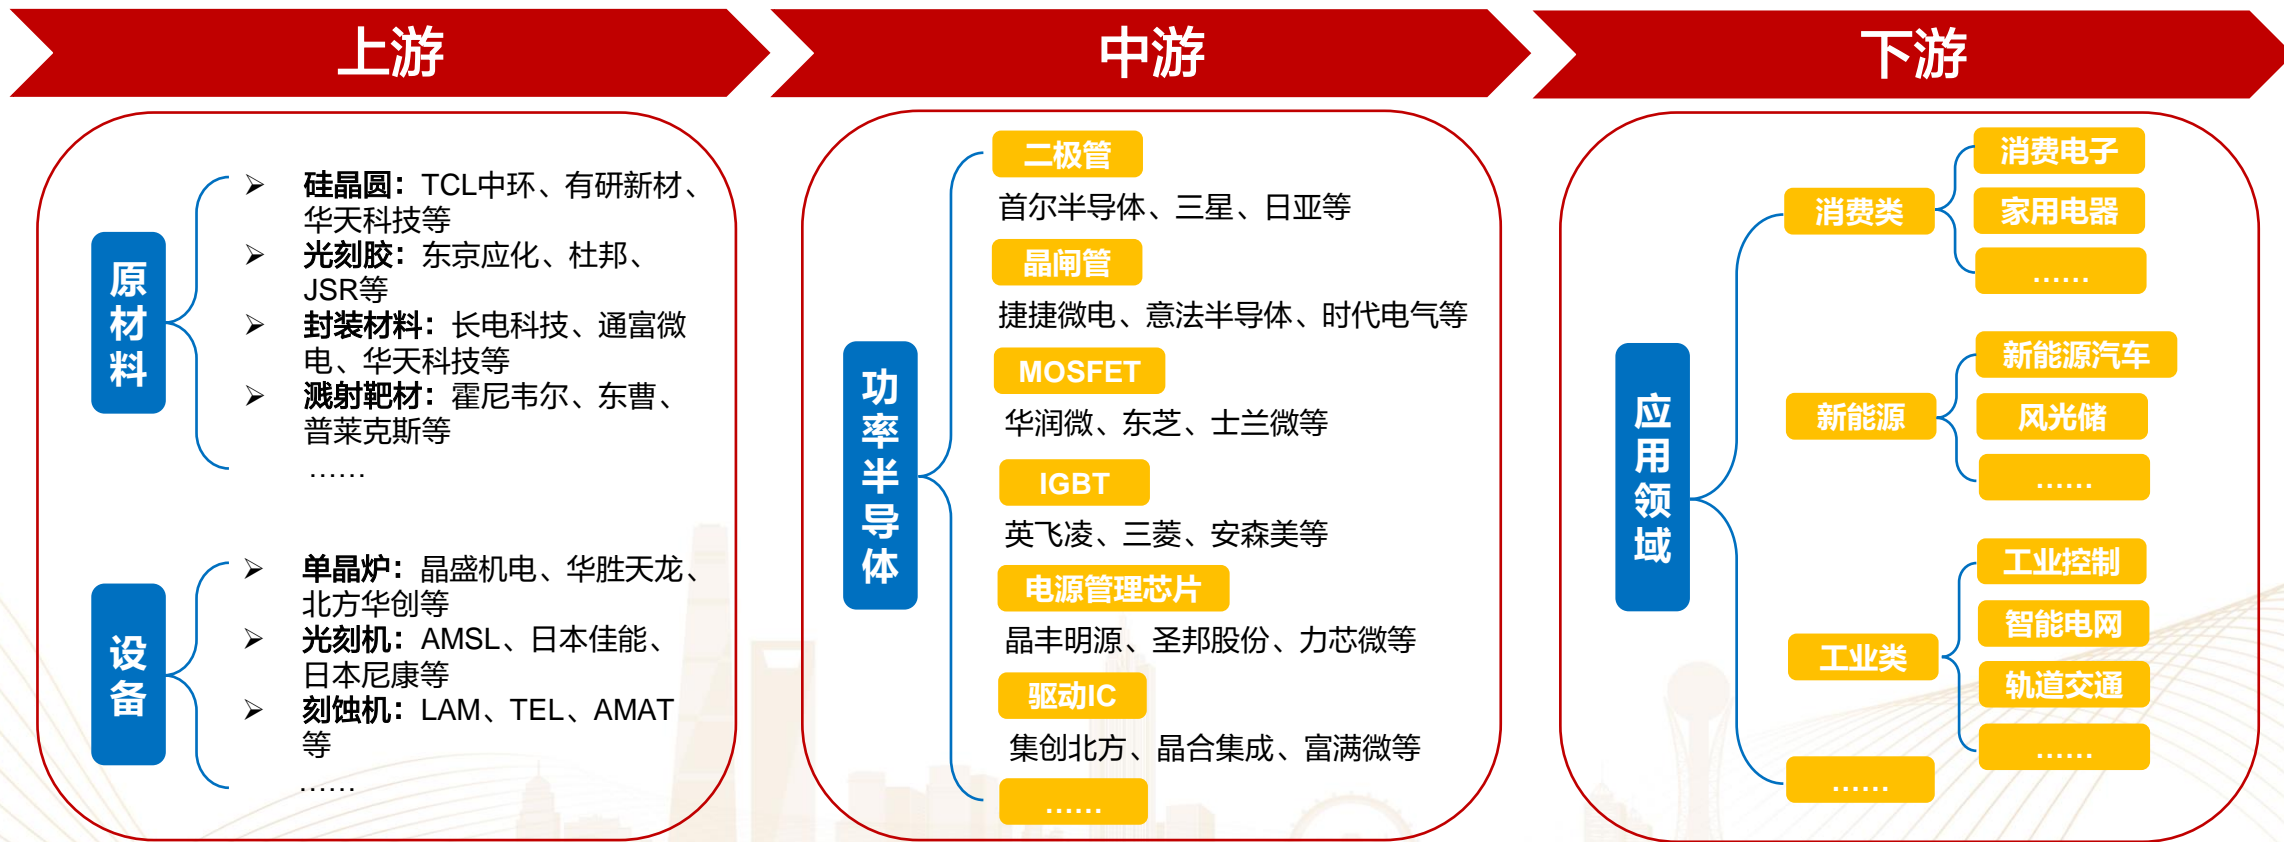 上游
中游
下游
原材料
➢ 硅晶圆：TCL中环、有研新材、
华天科技等
➢ 光刻胶：东京应化、杜邦、
JSR等
➢ 封装材料：长电科技、通富微
电、华天科技等
➢ 溅射靶材：霍尼韦尔、东曹、
普莱克斯等
……
设备
➢ 单晶炉：晶盛机电、华胜天龙、
北方华创等
➢ 光刻机：AMSL、日本佳能、
日本尼康等
➢ 刻蚀机：LAM、TEL、AMAT
等
……
功率半导体
二极管
首尔半导体、三星、日亚等
晶闸管
捷捷微电、意法半导体、时代电气等
MOSFET
华润微、东芝、士兰微等
IGBT
英飞凌、三菱、安森美等
电源管理芯片
晶丰明源、圣邦股份、力芯微等
驱动IC
集创北方、晶合集成、富满微等
……
应用领域
消费类
消费电子
家用电器
……
新能源
新能源汽车
风光储
……
工业类
工业控制
智能电网
轨道交通
……
……